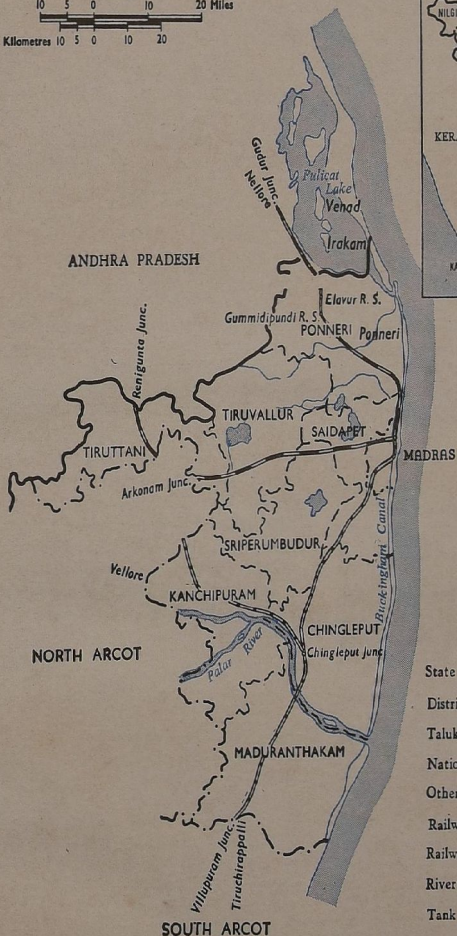 10 5 0 10 20 Miles
Kilometres 10 5 0 10 20
NILGI
KER
KA
Gudur Junc.
Nellore
Pulicat
Lake
Venad
Irakam
ANDHRA PRADESH
Elavur R. S.
Gummidipundi R. S.
PONNERI
Ponneri
Renigunta Junc.
TIRUVALLUR
SAIDAPET
TIRUTTANI
MADRAS
Arkonam Junc.
Buckingham Canal
SRIPERUMBUDUR
Vellore
KANCHIPURAM
CHINGLEPUT
Chingleput Junc
NORTH ARCOT
Palar River
MADURANTHAKAM
Villupuram Junc.
Tiruchirappalli
SOUTH ARCOT
State
Distri
Taluk
Natio
Other
Railw
Railw
River
Tank